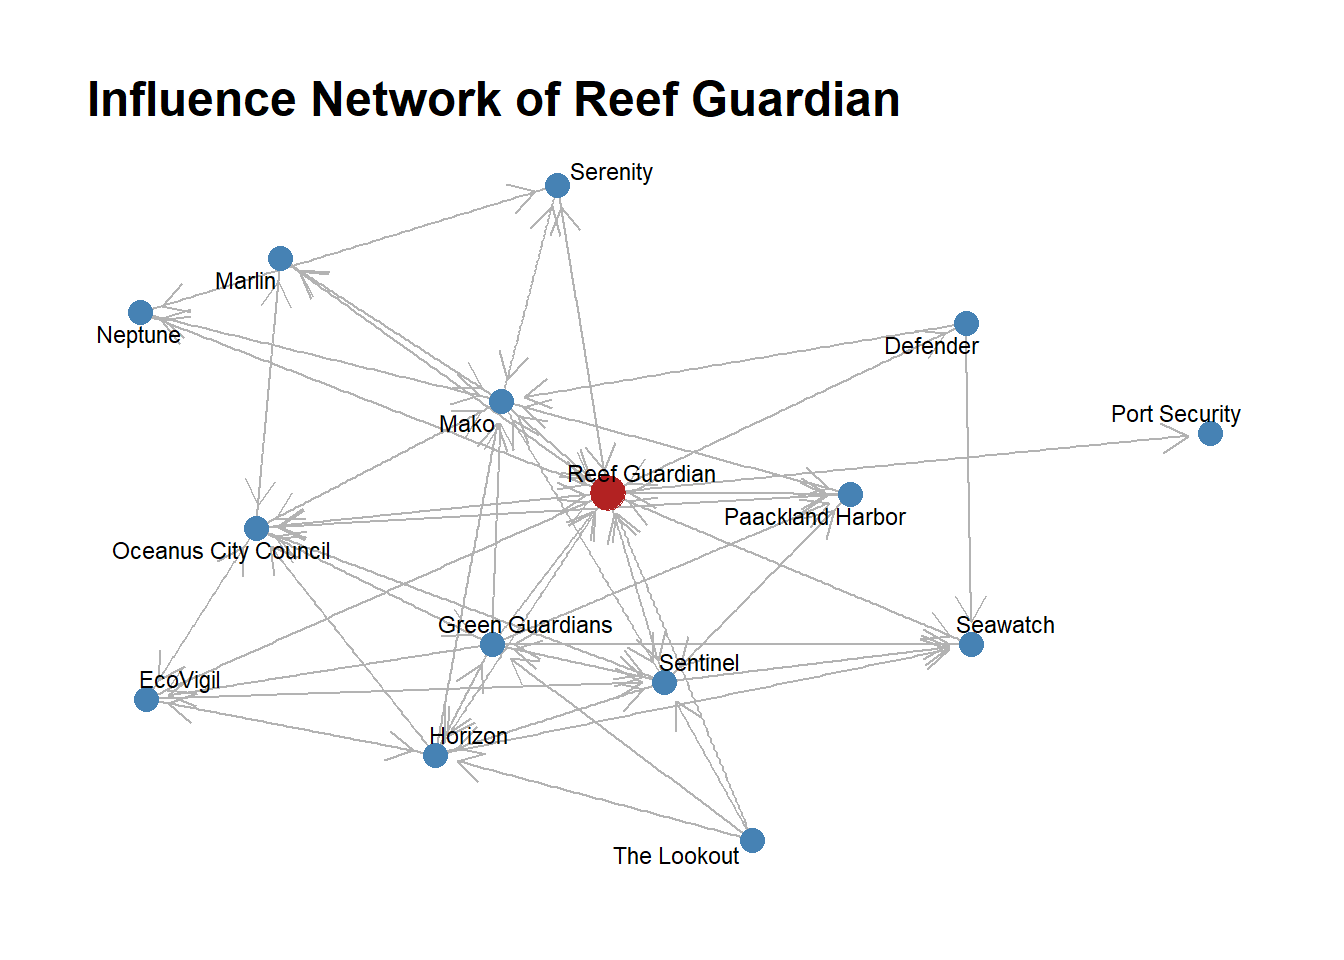 Influence Network of Reef Guardian
Serenity
Marlin
Neptune
Defender
Port Security
Mako
Reef Guardian
Paackland Harbor
Oceanus City Council
Green Guardians
Seawatch
Sentinel
EcoVigil
Horizon
The Lookout